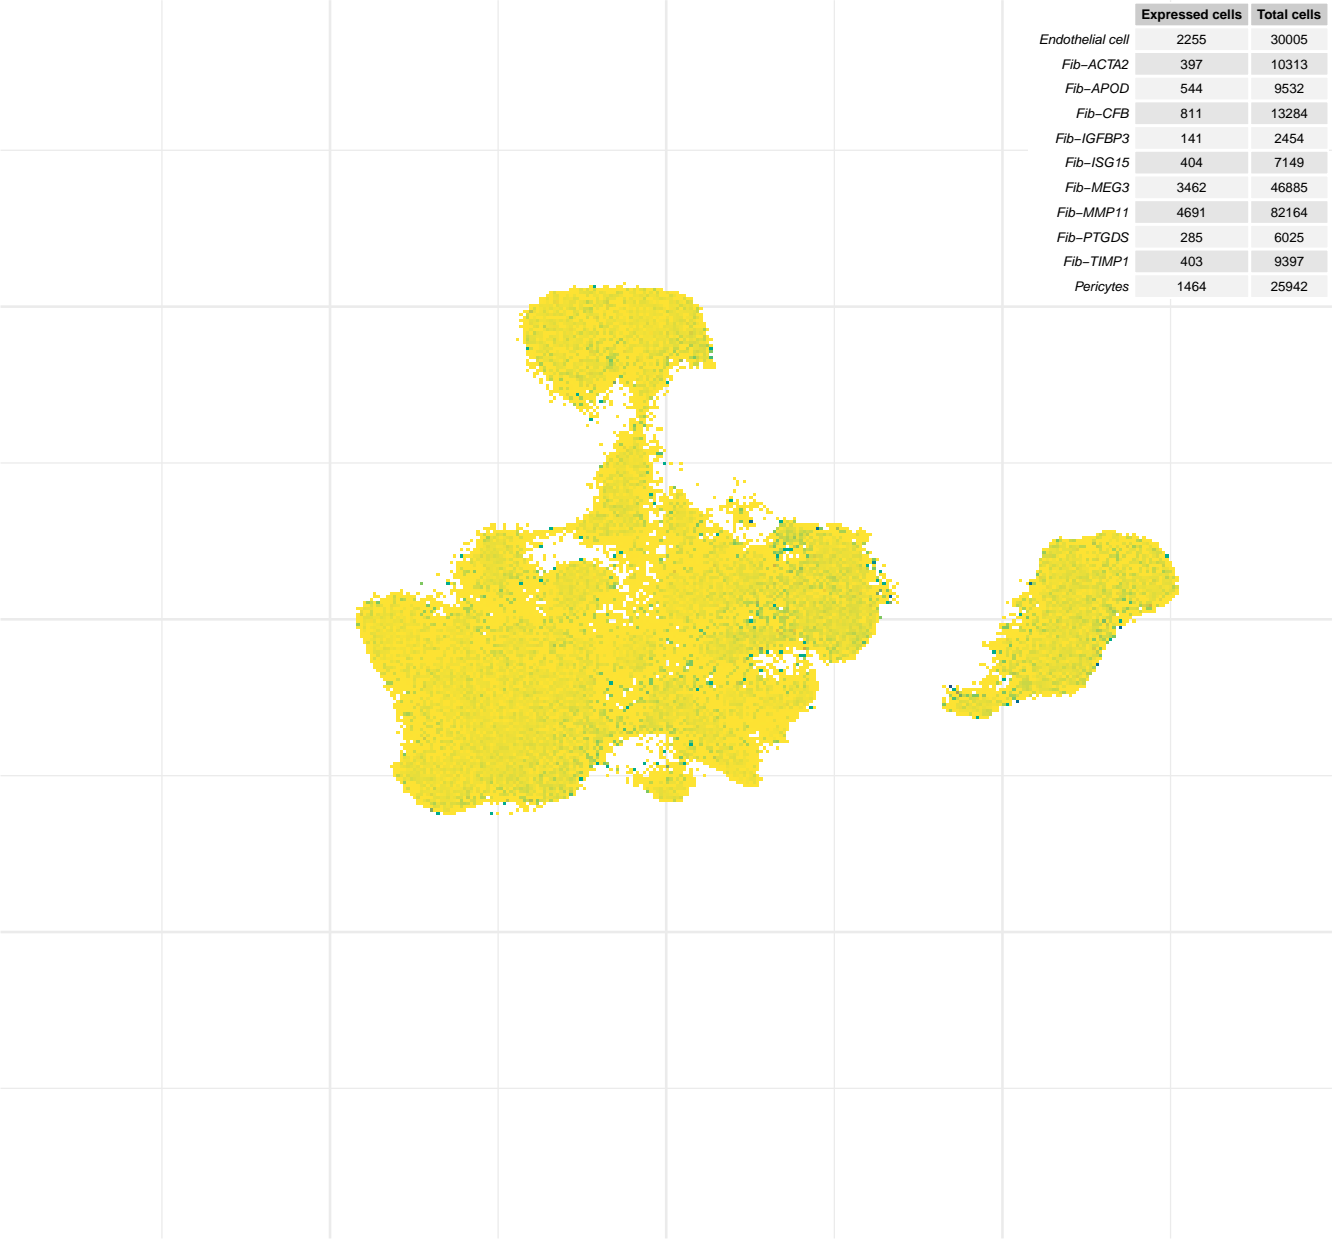 Expressed cells Total cells
Endothelial cell 2255 30005
Fib−ACTA2 397 10313
Fib−APOD 544 9532
Fib−CFB 811 13284
Fib−IGFBP3 141 2454
Fib−ISG15 404 7149
Fib−MEG3 3462 46885
Fib−MMP11 4691 82164
Fib−PTGDS 285 6025
Fib−TIMP1 403 9397
Pericytes 1464 25942